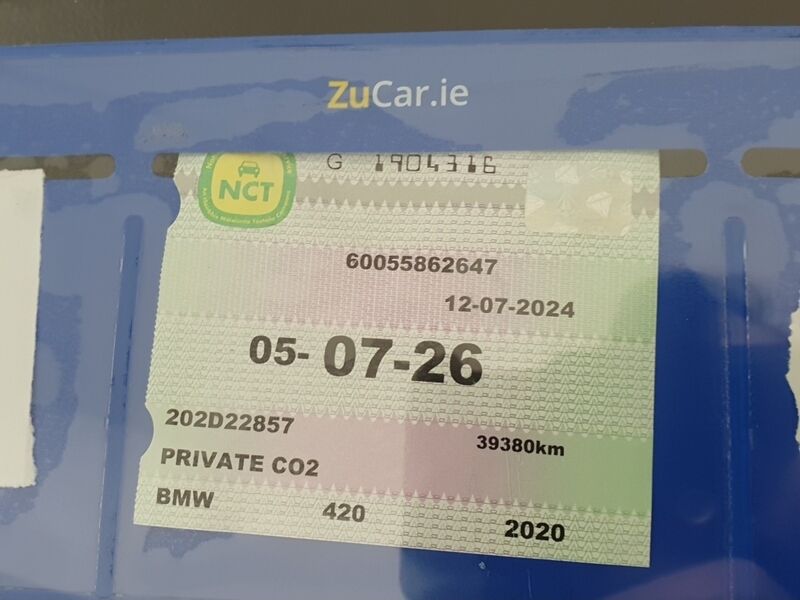 ZuCar.ie
NCT
G 1904316
60055862647
12-07-2024
05-07-26
202D22857
39380km
PRIVATE CO2
BMW 420 2020